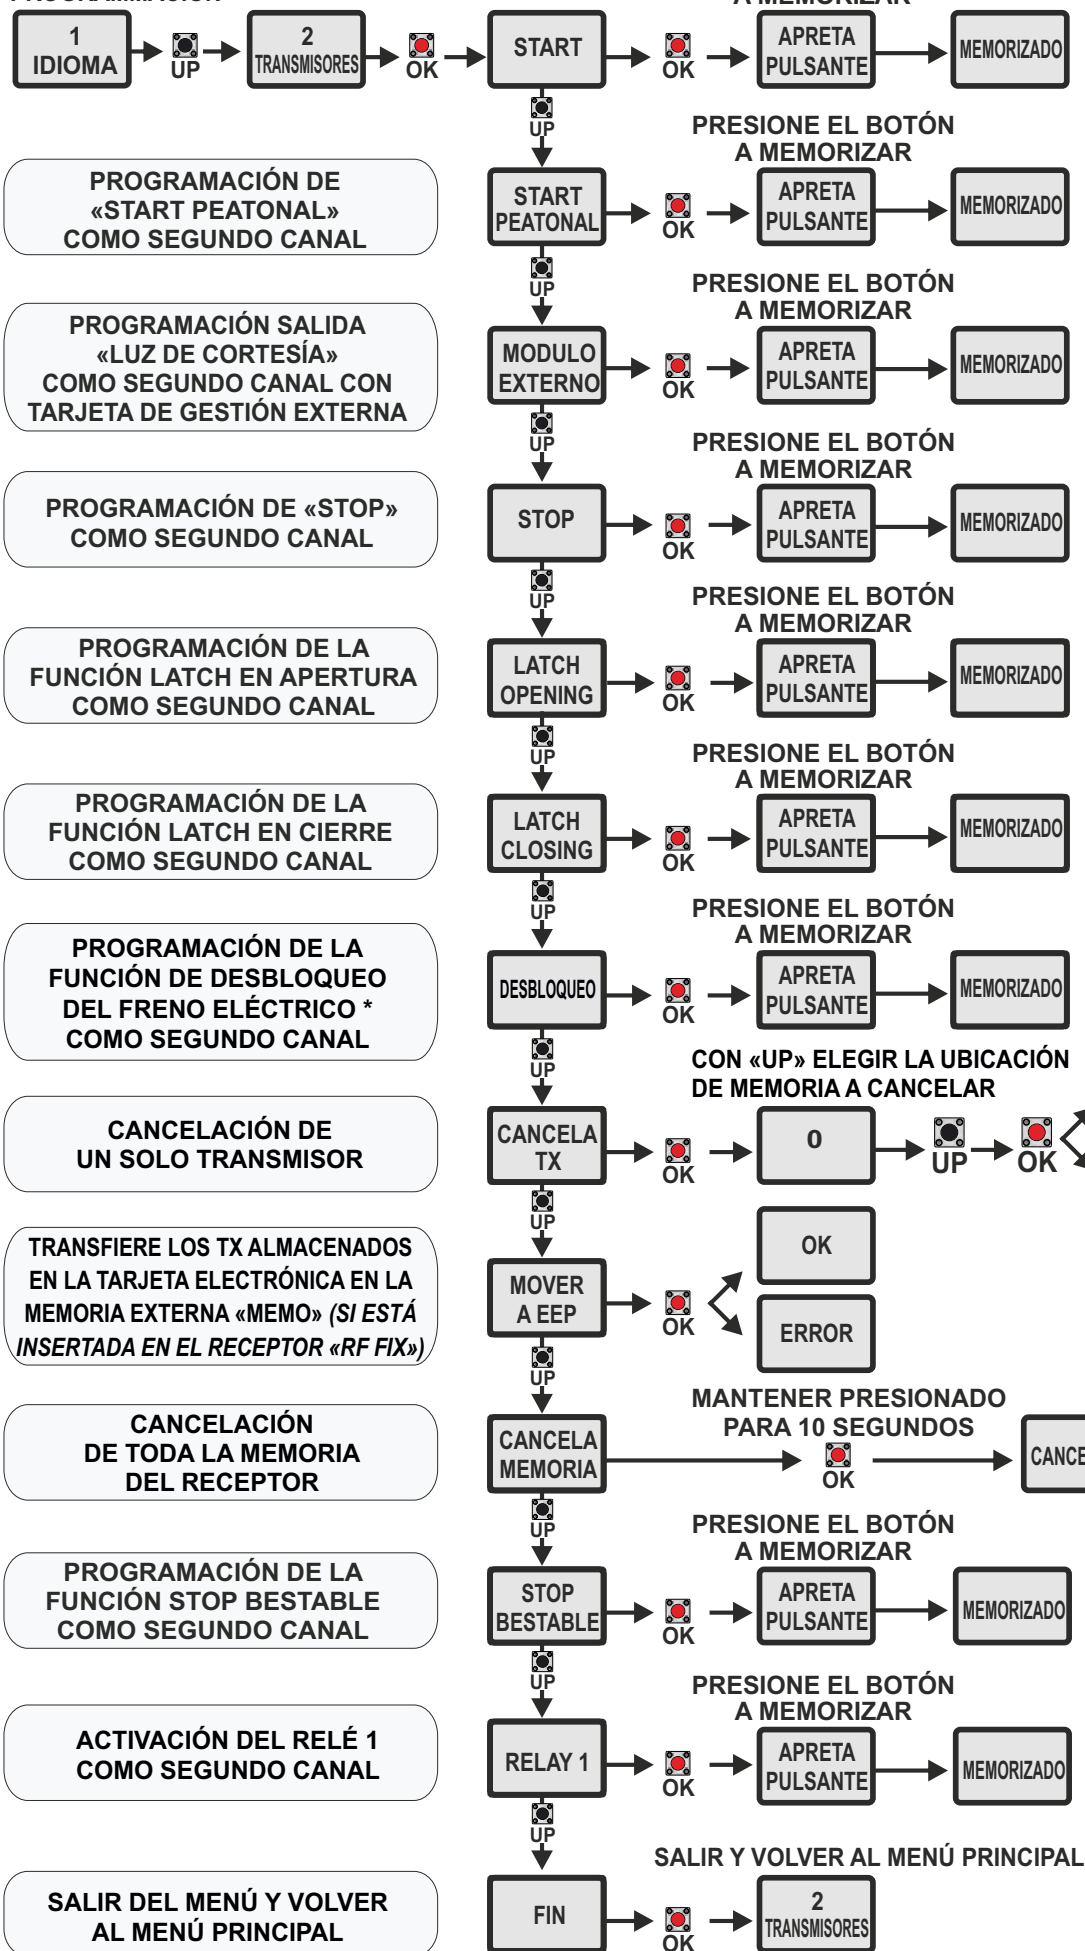 1
IDIOMA
UP
2
TRANSMISORES
OK
START
OK
APRETA
PULSANTE
MEMORIZADO
UP
PROGRAMACIÓN DE
«START PEATONAL»
COMO SEGUNDO CANAL
START
PEATONAL
OK
PRESIONE EL BOTÓN
A MEMORIZAR
APRETA
PULSANTE
MEMORIZADO
UP
PROGRAMACIÓN SALIDA
«LUZ DE CORTESÍA»
COMO SEGUNDO CANAL CON
TARJETA DE GESTIÓN EXTERNA
MODULO
EXTERNO
OK
PRESIONE EL BOTÓN
A MEMORIZAR
APRETA
PULSANTE
MEMORIZADO
UP
PROGRAMACIÓN DE «STOP»
COMO SEGUNDO CANAL
STOP
OK
PRESIONE EL BOTÓN
A MEMORIZAR
APRETA
PULSANTE
MEMORIZADO
UP
PROGRAMACIÓN DE LA
FUNCIÓN LATCH EN APERTURA
COMO SEGUNDO CANAL
LATCH
OPENING
OK
PRESIONE EL BOTÓN
A MEMORIZAR
APRETA
PULSANTE
MEMORIZADO
UP
PROGRAMACIÓN DE LA
FUNCIÓN LATCH EN CIERRE
COMO SEGUNDO CANAL
LATCH
CLOSING
OK
PRESIONE EL BOTÓN
A MEMORIZAR
APRETA
PULSANTE
MEMORIZADO
UP
PROGRAMACIÓN DE LA
FUNCIÓN DE DESBLOQUEO
DEL FRENO ELÉCTRICO *
COMO SEGUNDO CANAL
DESBLOQUEO
OK
PRESIONE EL BOTÓN
A MEMORIZAR
APRETA
PULSANTE
MEMORIZADO
UP
CANCELACIÓN DE
UN SOLO TRANSMISOR
CANCELA
TX
OK
CON «UP» ELEGIR LA UBICACIÓN
DE MEMORIA A CANCELAR
0
UP
OK
UP
TRANSFIERE LOS TX ALMACENADOS
EN LA TARJETA ELECTRÓNICA EN LA
MEMORIA EXTERNA «MEMO» (SI ESTÁ
INSERTADA EN EL RECEPTOR «RF FIX»)
MOVER
A EEP
OK
OK
ERROR
UP
CANCELACIÓN
DE TODA LA MEMORIA
DEL RECEPTOR
CANCELA
MEMORIA
MANTENER PRESIONADO
PARA 10 SEGUNDOS
OK
UP
PROGRAMACIÓN DE LA
FUNCIÓN STOP BESTABLE
COMO SEGUNDO CANAL
STOP
BESTABLE
OK
PRESIONE EL BOTÓN
A MEMORIZAR
APRETA
PULSANTE
MEMORIZADO
UP
ACTIVACIÓN DEL RELÉ 1
COMO SEGUNDO CANAL
RELAY 1
OK
PRESIONE EL BOTÓN
A MEMORIZAR
APRETA
PULSANTE
MEMORIZADO
UP
SALIR DEL MENÚ Y VOLVER
AL MENÚ PRINCIPAL
FIN
OK
SALIR Y VOLVER AL MENÚ PRINCIPAL
2
TRANSMISORES